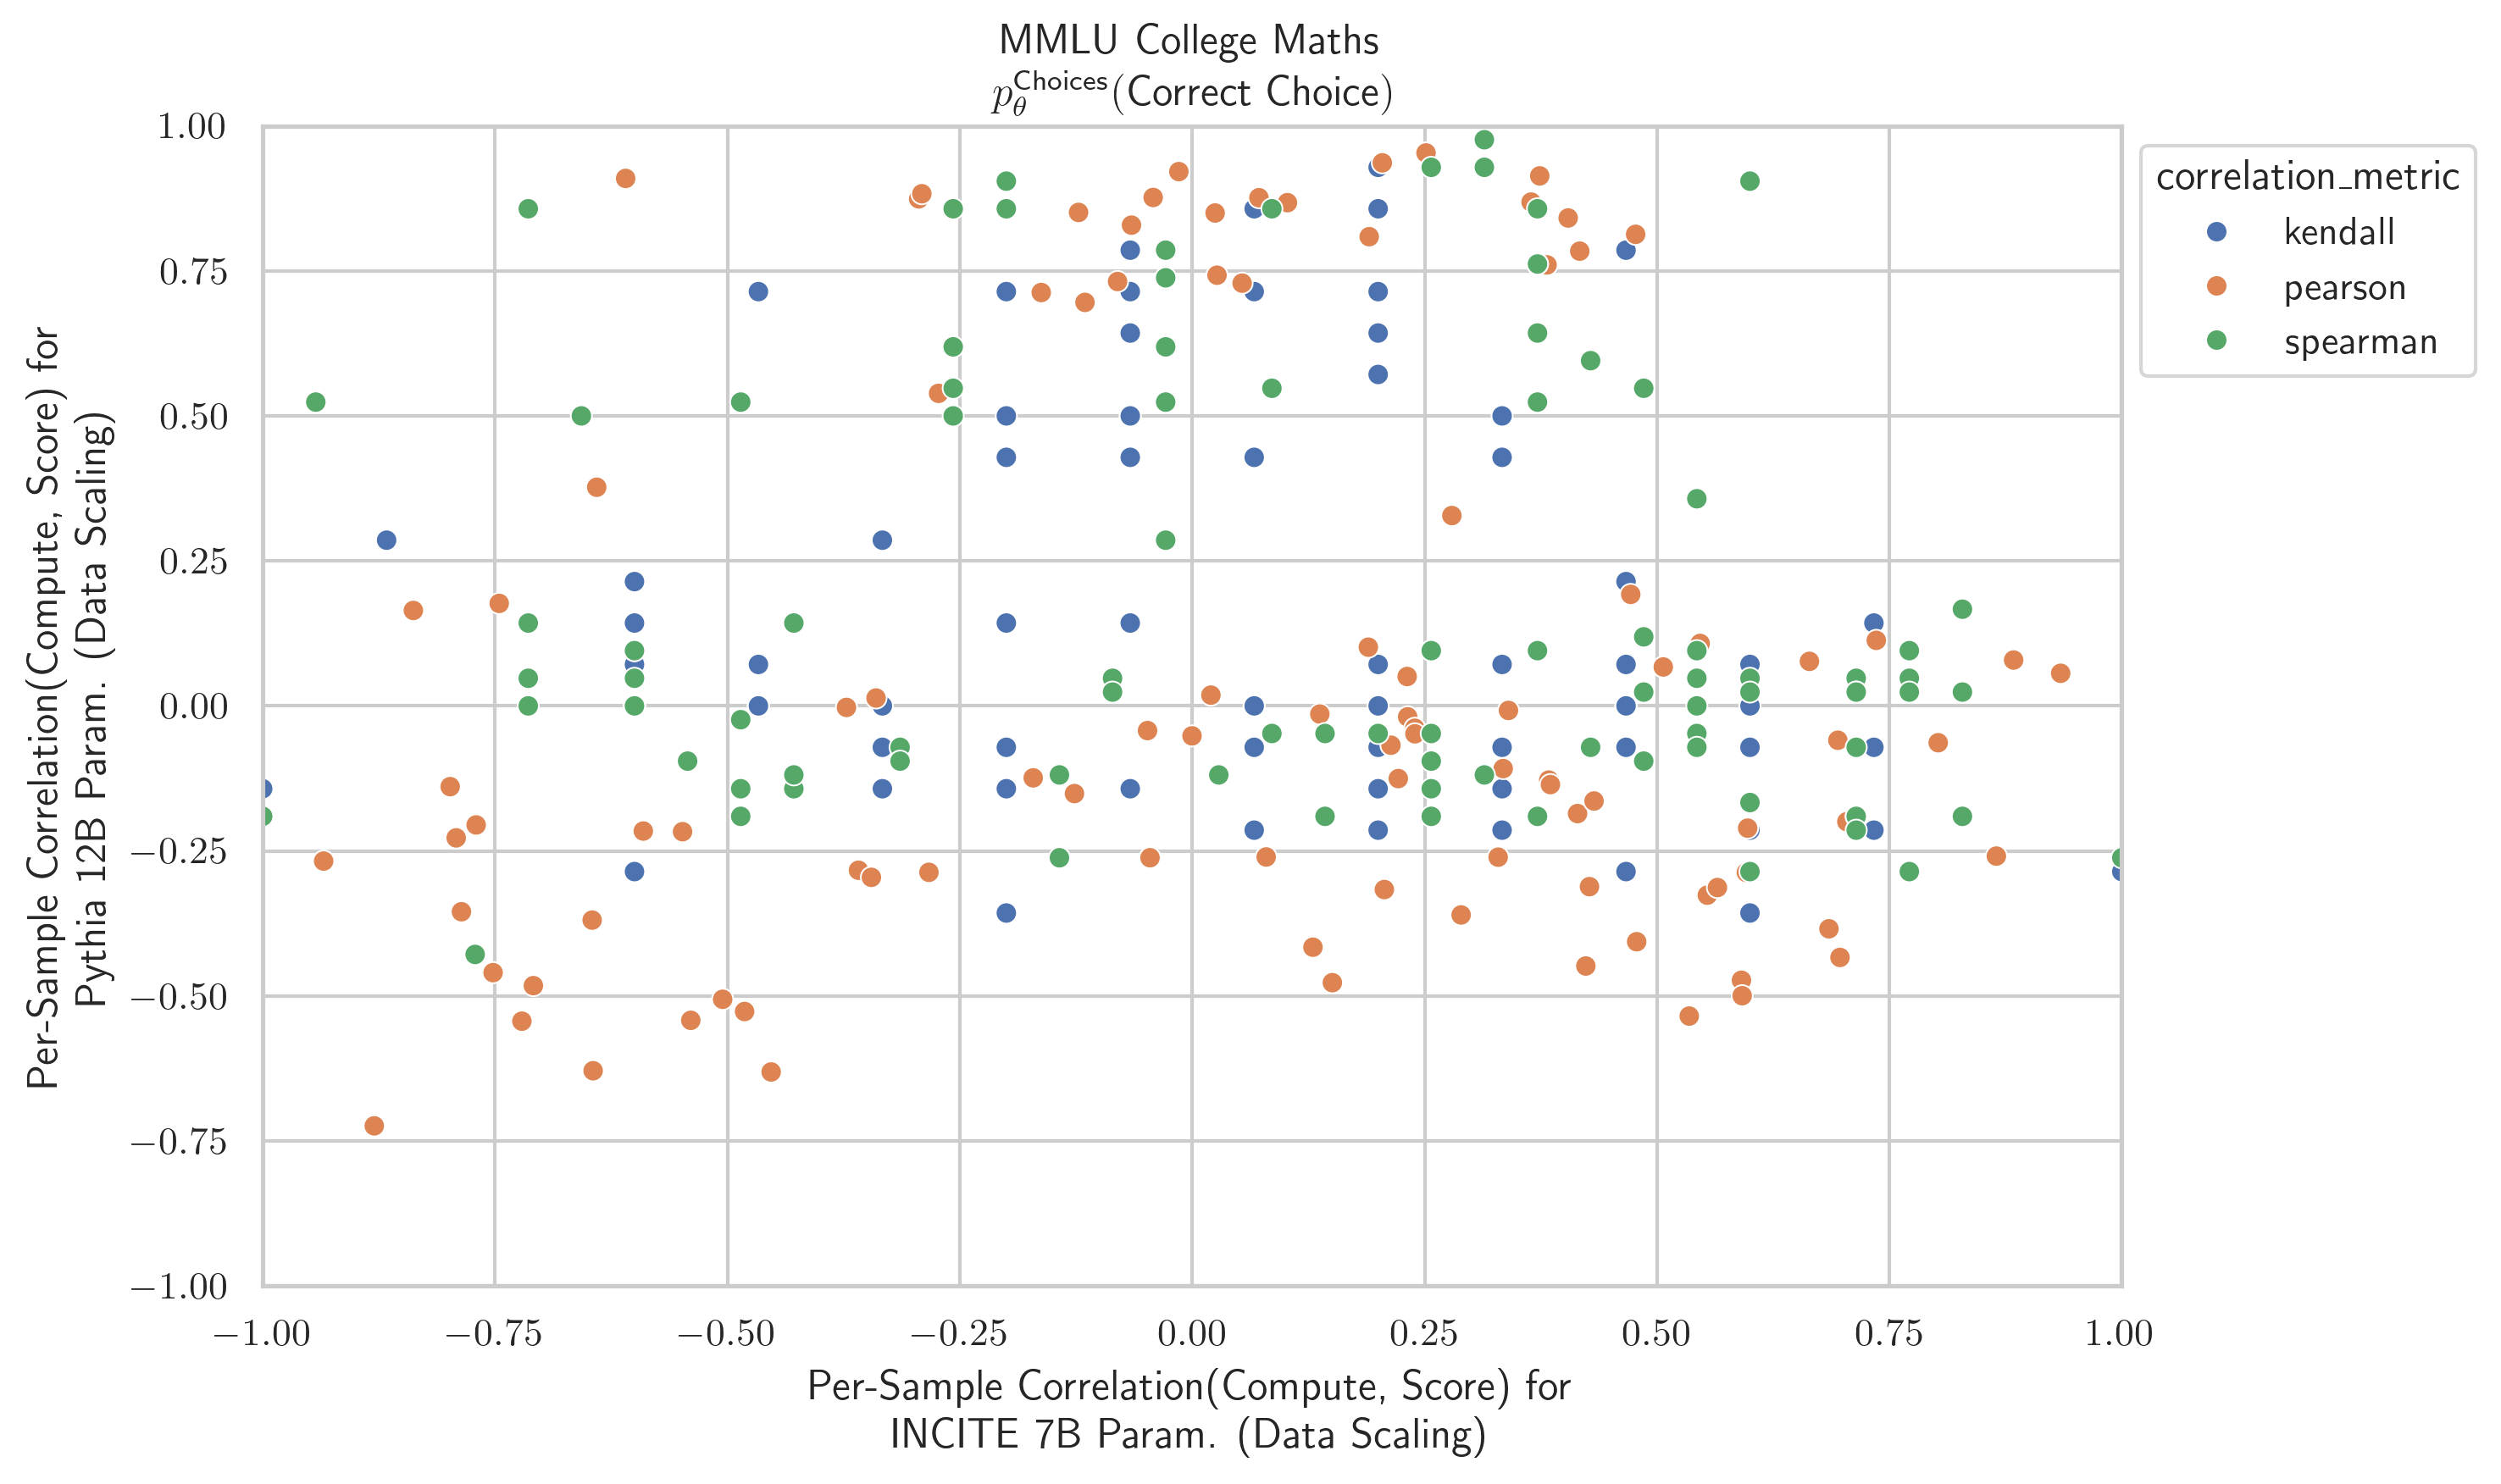 MMLU College Maths
p_θ^Choices(Correct Choice)
1.00
0.75
0.50
0.25
0.00
−0.25
−0.50
−0.75
−1.00
Per-Sample Correlation(Compute, Score) for
Pythia 12B Param. (Data Scaling)
−1.00
−0.75
−0.50
−0.25
0.00
0.25
0.50
0.75
1.00
Per-Sample Correlation(Compute, Score) for
INCITE 7B Param. (Data Scaling)
correlation_metric
kendall
pearson
spearman